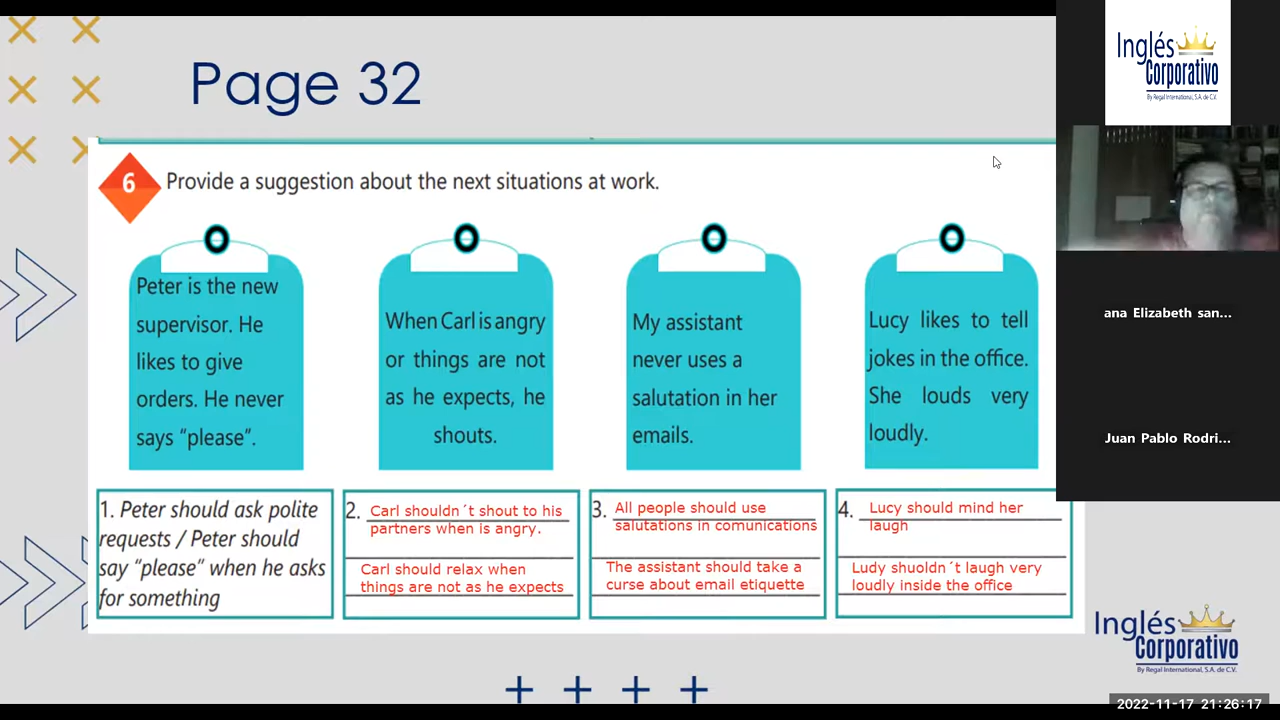 Page 32
6
Provide a suggestion about the next situations at work.
Peter is the new
supervisor. He
likes to give
orders. He never
says “please”.
When Carl is angry
or things are not
as he expects, he
shouts.
My assistant
never uses a
salutation in her
emails.
Lucy likes to tell
jokes in the office.
She louds very
loudly.
1. Peter should ask polite
requests / Peter should
say “please” when he asks
for something
2. Carl shouldn´t shout to his
partners when is angry.
Carl should relax when
things are not as he expects
3. All people should use
salutations in comunications
The assistant should take a
curse about email etiquette
4. Lucy should mind her
laugh
Ludy shuoldn´t laugh very
loudly inside the office
Inglés
Corporativo
By Regal International, S.A. de C.V.
ana Elizabeth san...
Juan Pablo Rodri...
Inglés
Corporativo
By Regal International, S.A. de C.V.
2022-11-17 21:26:17